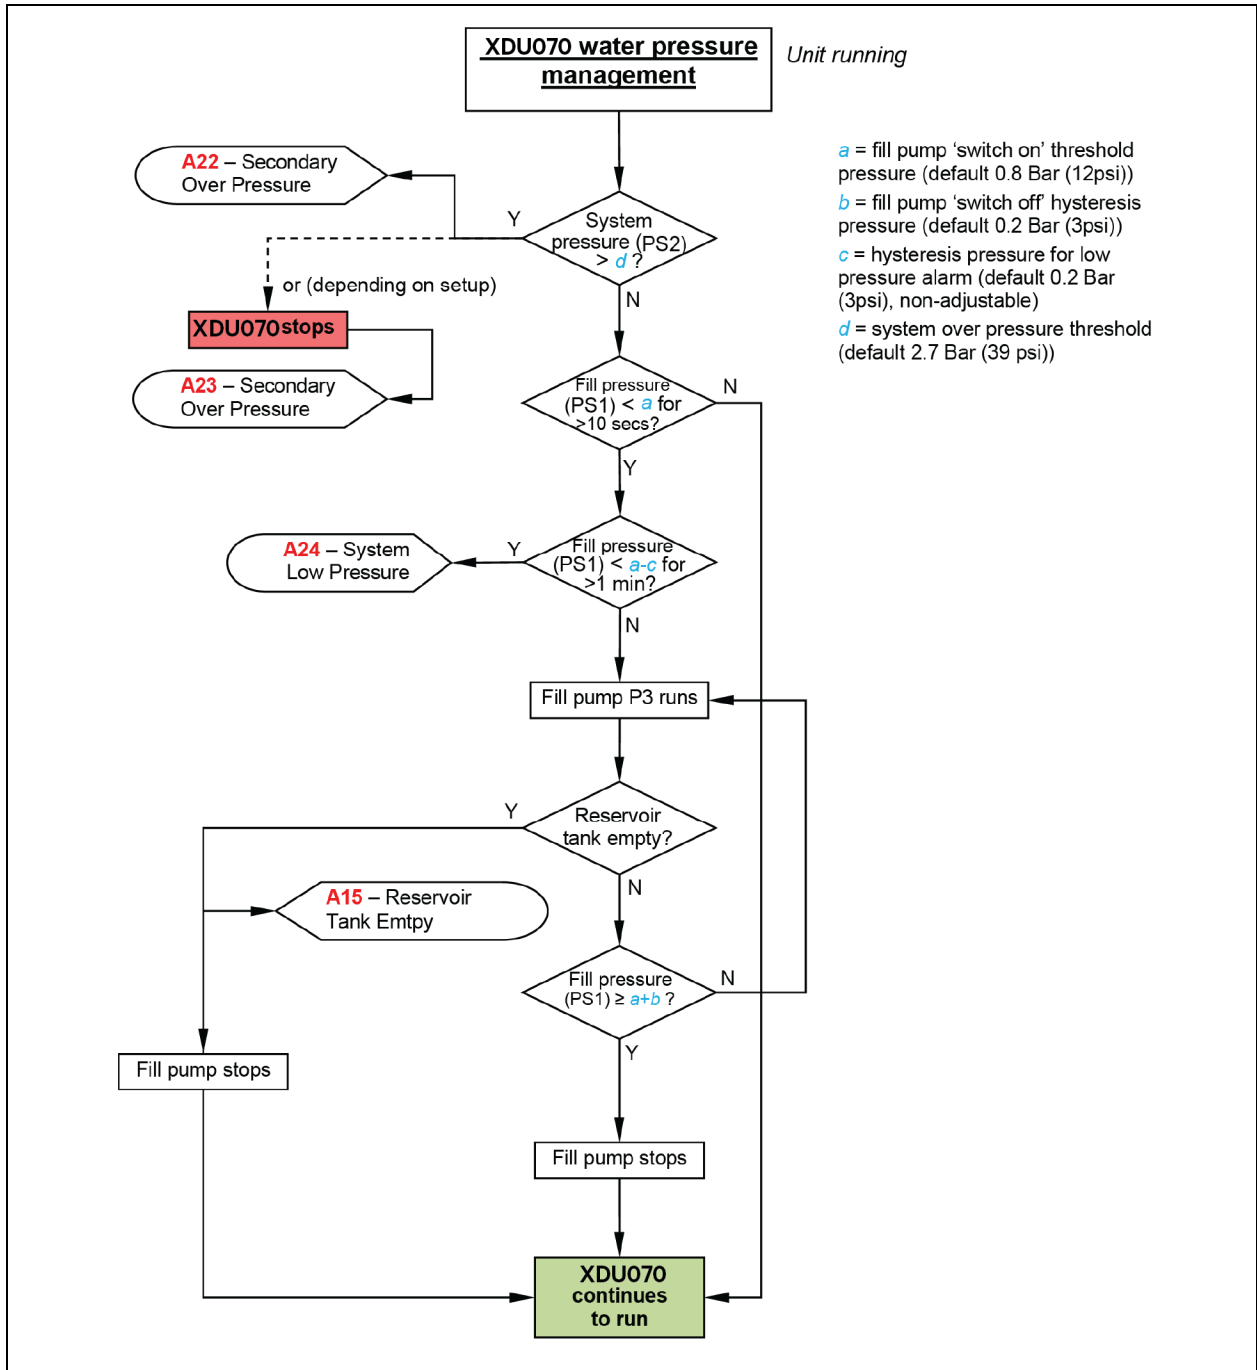 XDU070 water pressure
management
Unit running
a = fill pump ‘switch on’ threshold
pressure (default 0.8 Bar (12psi))
b = fill pump ‘switch off’ hysteresis
pressure (default 0.2 Bar (3psi))
c = hysteresis pressure for low
pressure alarm (default 0.2 Bar
(3psi), non-adjustable)
d = system over pressure threshold
(default 2.7 Bar (39 psi))
A22 – Secondary
Over Pressure
Y
System
pressure (PS2)
> d ?
N
or (depending on setup)
XDU070 stops
A23 – Secondary
Over Pressure
Fill pressure
(PS1) < a for
>10 secs?
N
Y
A24 – System
Low Pressure
Y
Fill pressure
(PS1) < a-c for
>1 min?
N
Fill pump P3 runs
Y
Reservoir
tank empty?
N
A15 – Reservoir
Tank Emtpy
Fill pressure
(PS1) ≥ a+b ?
N
Y
Fill pump stops
Fill pump stops
XDU070
continues
to run